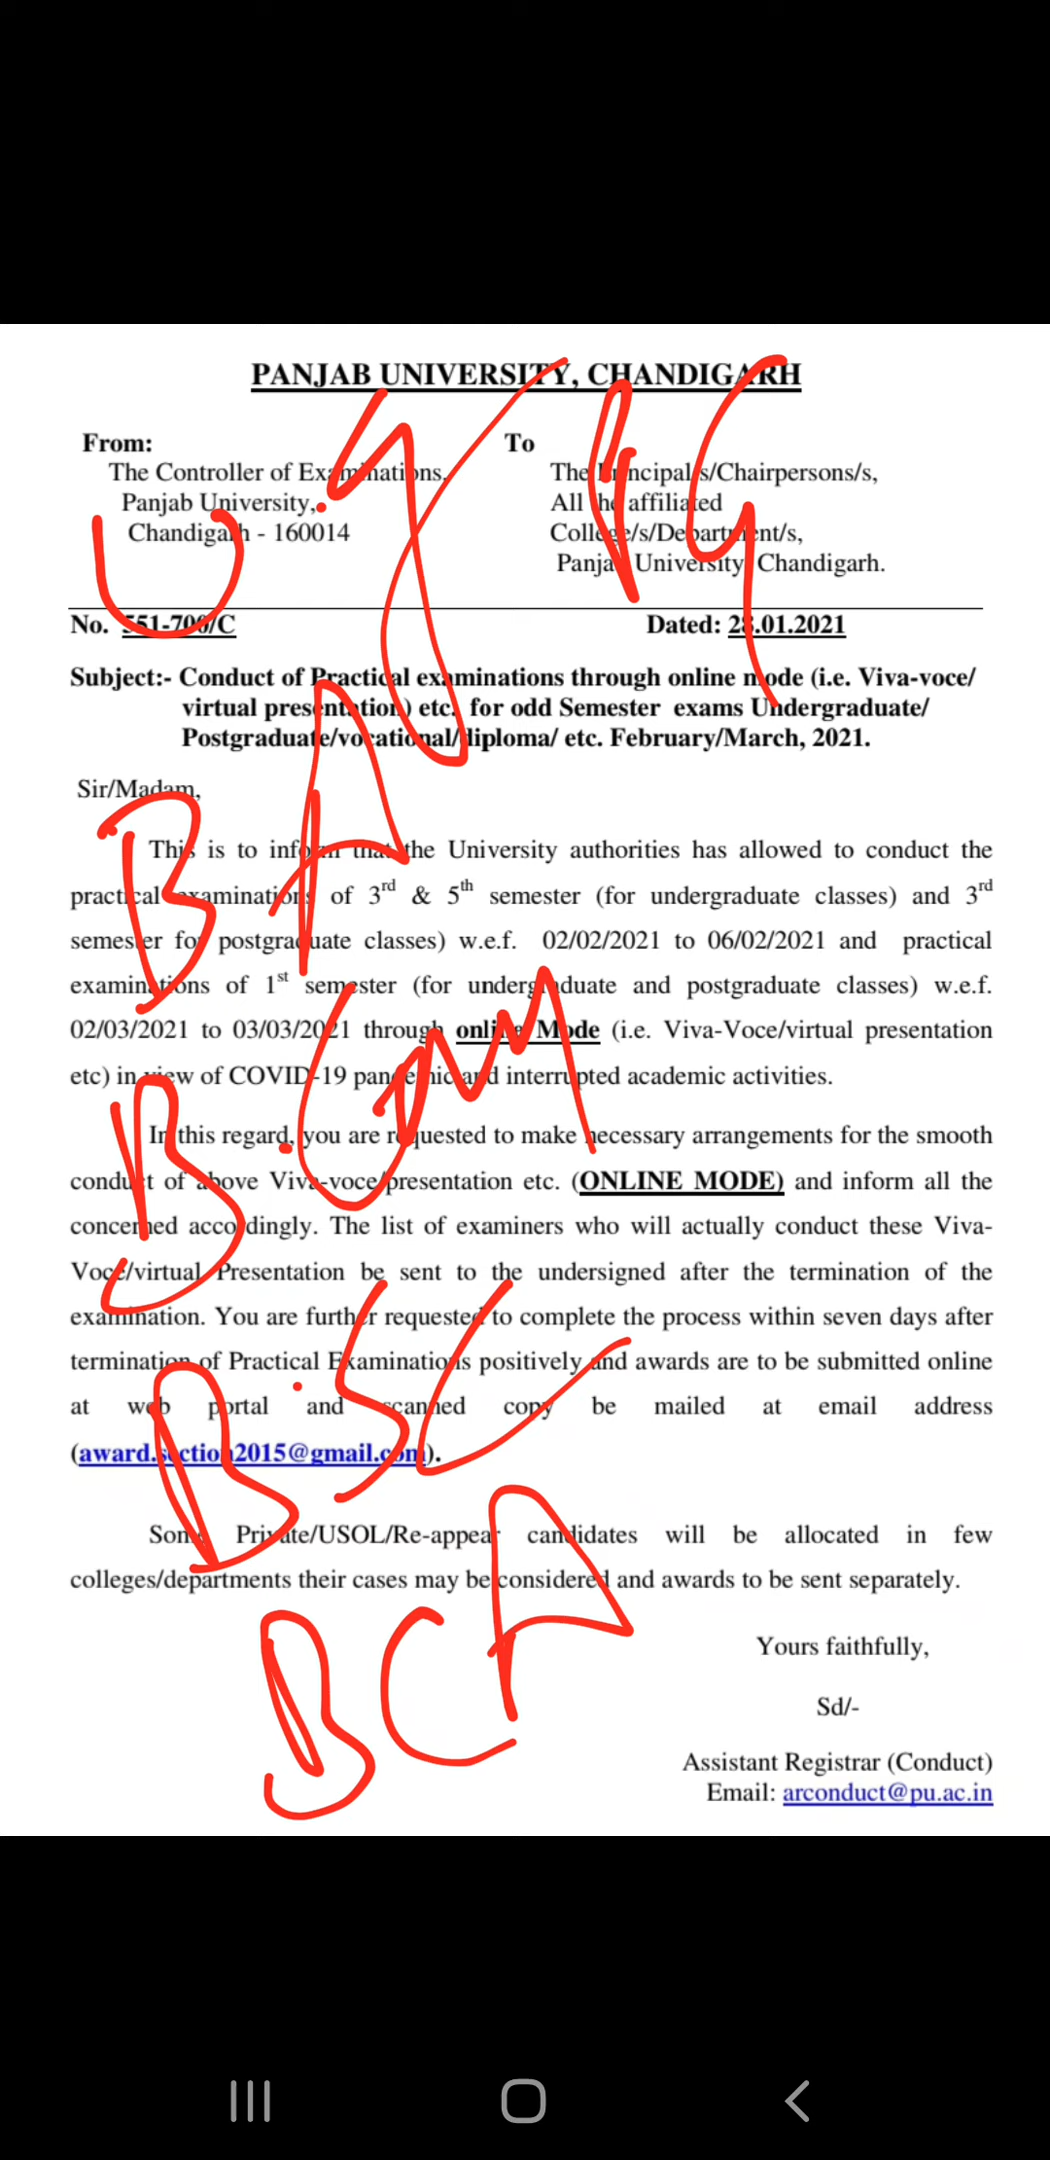 PANJAB UNIVERSITY, CHANDIGARH
From:
The Controller of Examinations,
Panjab University,
Chandigarh - 160014
To
The Principal/s/Chairpersons/s,
All the affiliated
College/s/Department/s,
Panjab University, Chandigarh.
No. 551-700/C
Dated: 28.01.2021
Subject:- Conduct of Practical examinations through online mode (i.e. Viva-voce/
virtual presentation) etc. for odd Semester exams Undergraduate/
Postgraduate/vocational/diploma/ etc. February/March, 2021.
Sir/Madam,
This is to inform that the University authorities has allowed to conduct the
practical examinations of 3rd & 5th semester (for undergraduate classes) and 3rd
semester for postgraduate classes) w.e.f. 02/02/2021 to 06/02/2021 and practical
examinations of 1st semester (for undergraduate and postgraduate classes) w.e.f.
02/03/2021 to 03/03/2021 through online Mode (i.e. Viva-Voce/virtual presentation
etc) in view of COVID-19 pandemic and interrupted academic activities.
In this regard, you are requested to make necessary arrangements for the smooth
conduct of above Viva-voce/presentation etc. (ONLINE MODE) and inform all the
concerned accordingly. The list of examiners who will actually conduct these Viva-
Voce/virtual Presentation be sent to the undersigned after the termination of the
examination. You are further requested to complete the process within seven days after
termination of Practical Examinations positively and awards are to be submitted online
at web portal and scanned copy be mailed at email address
(award.section2015@gmail.com).
Some Private/USOL/Re-appear candidates will be allocated in few
colleges/departments their cases may be considered and awards to be sent separately.
Yours faithfully,
Sd/-
Assistant Registrar (Conduct)
Email: arconduct@pu.ac.in
PG
BA
B.Com
B.SC
BCA